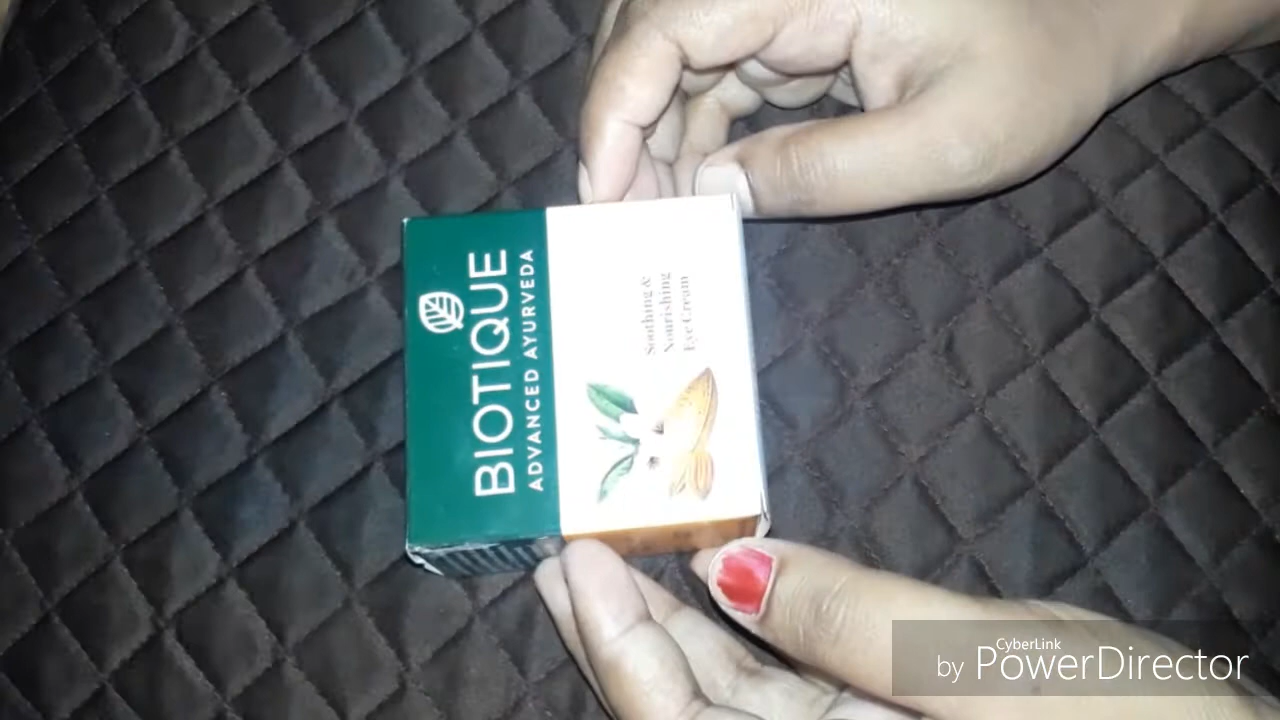 BIOTIQUE
ADVANCED AYURVEDA
Soothing &
Nourishing
Eye Cream
CyberLink
by PowerDirector